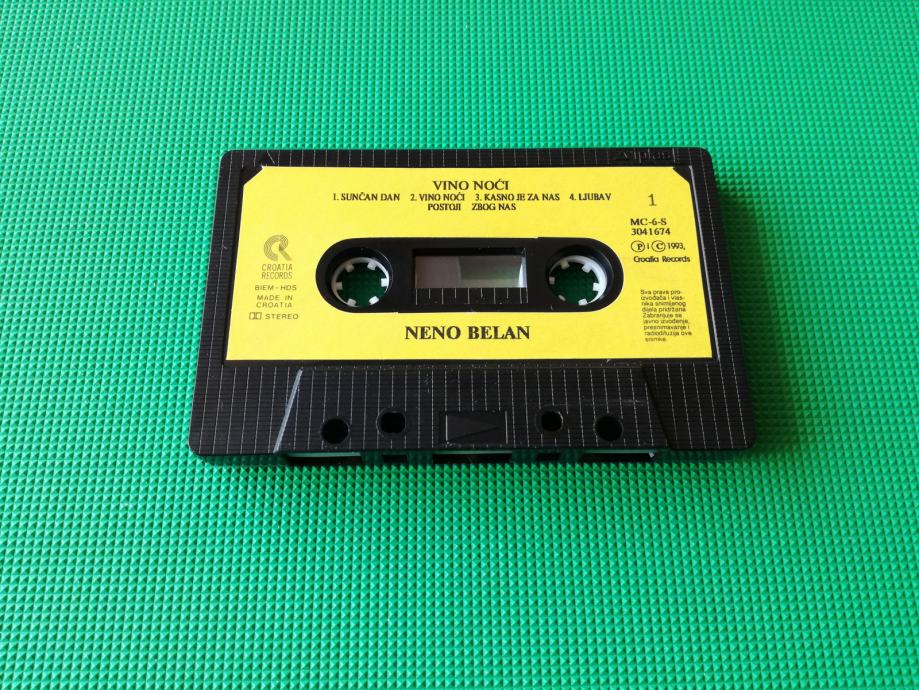 VINO NOĆI
1. SUNČAN DAN 2. VINO NOĆI 3. KASNO JE ZA NAS 4. LJUBAV
POSTOJI ZBOG NAS
1
MC-6-S
3041674
Ⓟ i Ⓒ 1993,
Croatia Records
CROATIA
RECORDS
BIEM - HDS
MADE IN
CROATIA
STEREO
Sva prava pro-
izvođača i vlas-
nika snimljenog
djela pridržana
Zabranjuje se
javno izvođenje,
presnimavanje i
radiodifuzija ove
snimke.
NENO BELAN